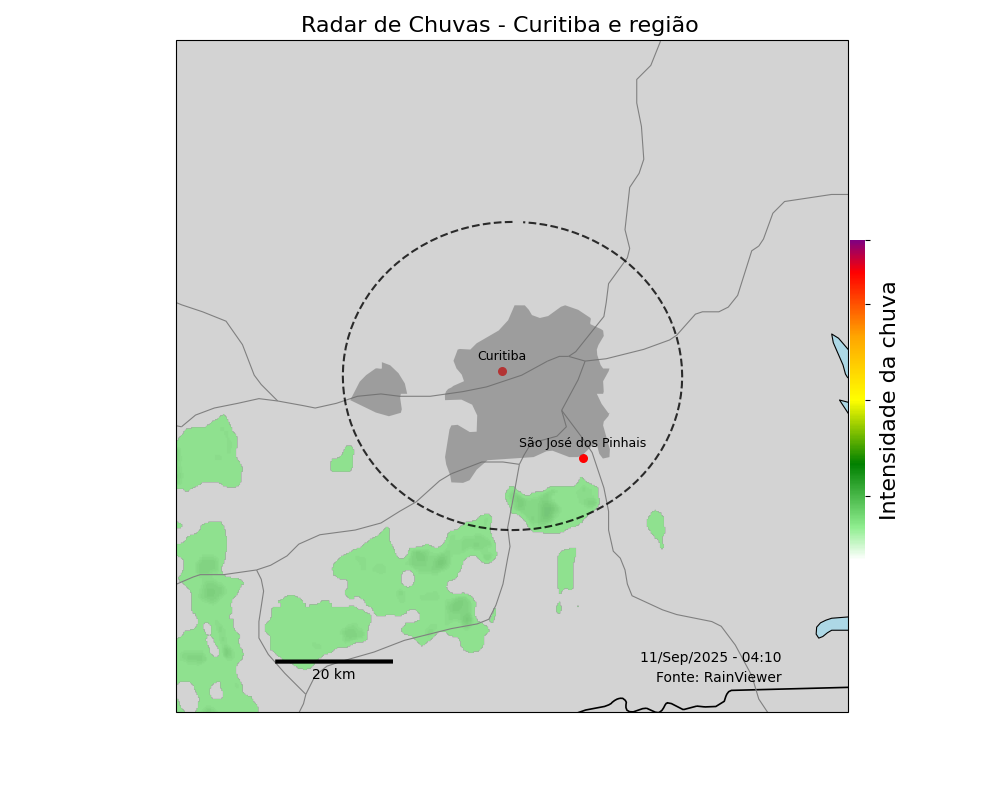 Radar de Chuvas - Curitiba e região
Curitiba
São José dos Pinhais
Intensidade da chuva
11/Sep/2025 - 04:10
Fonte: RainViewer
20 km